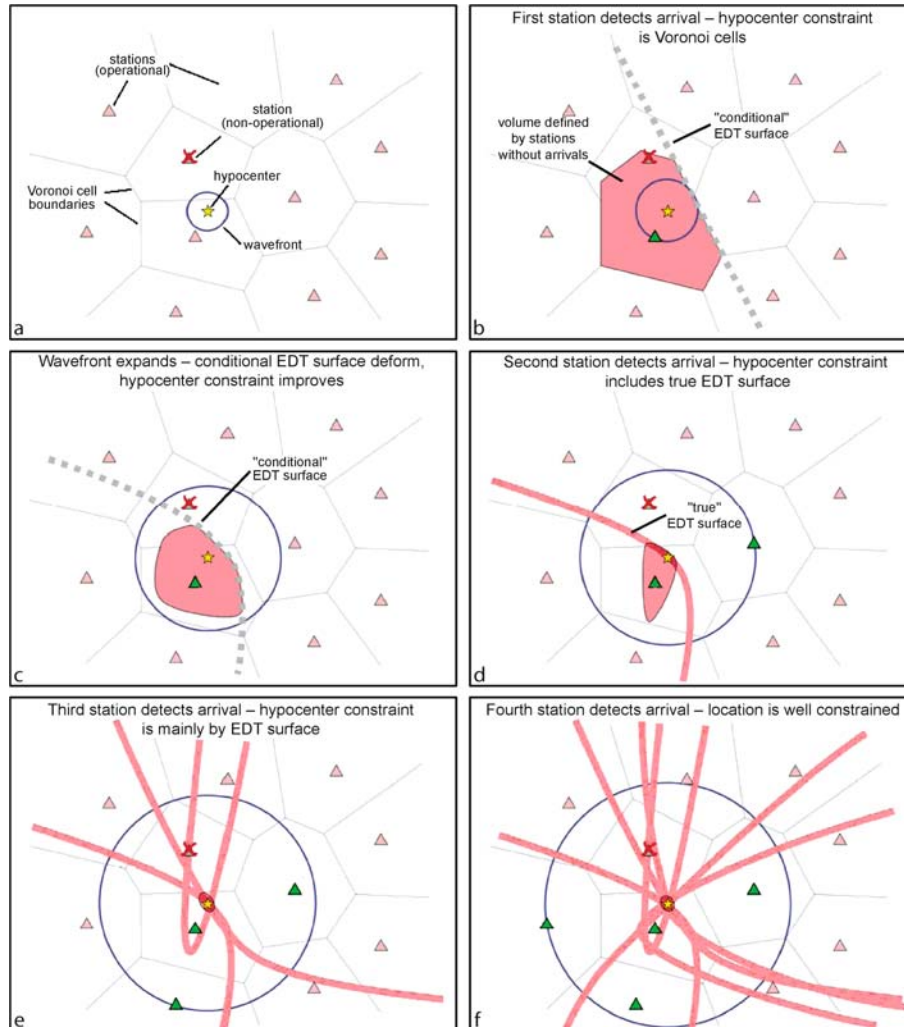 stations
(operational)
station
(non-operational)
hypocenter
Voronoi cell
boundaries
wavefront
a
First station detects arrival – hypocenter constraint
is Voronoi cells
"conditional"
EDT surface
volume defined
by stations
without arrivals
b
Wavefront expands – conditional EDT surface deform,
hypocenter constraint improves
"conditional"
EDT surface
c
Second station detects arrival – hypocenter constraint
includes true EDT surface
"true"
EDT surface
d
Third station detects arrival – hypocenter constraint
is mainly by EDT surface
e
Fourth station detects arrival – location is well constrained
f